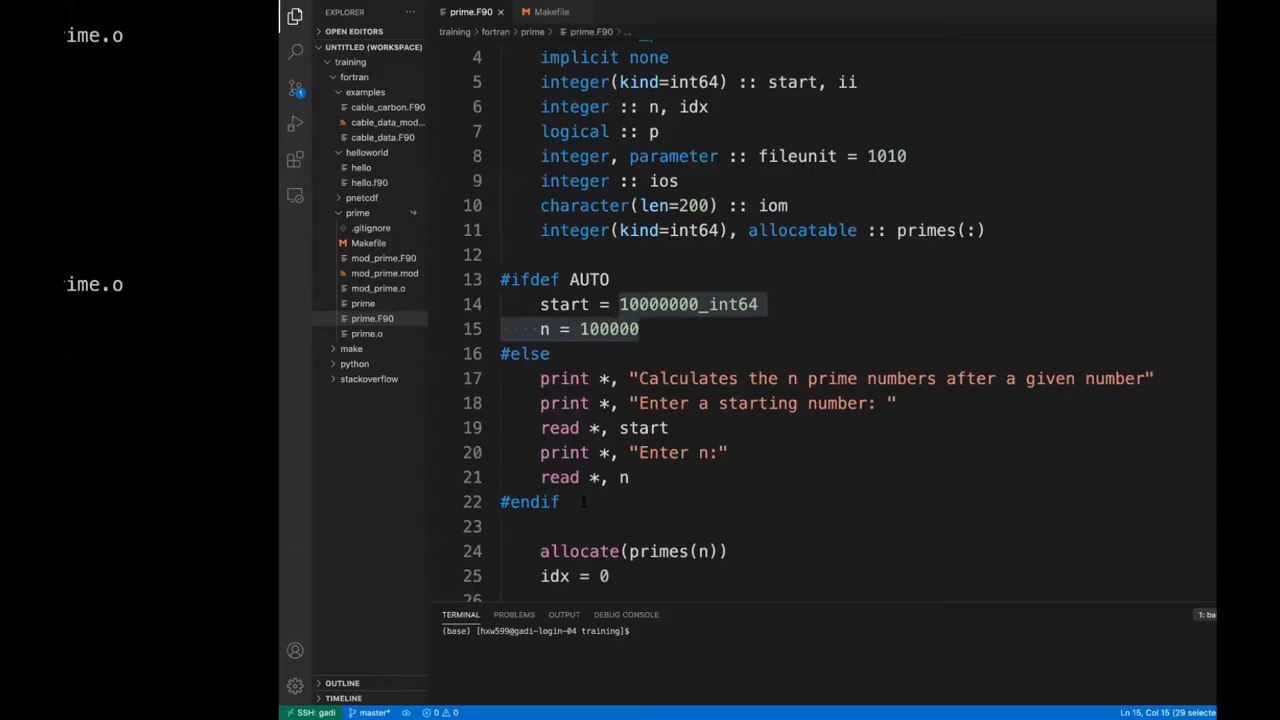 rime.o
rime.o
EXPLORER
OPEN EDITORS
UNTITLED (WORKSPACE)
training
fortran
examples
cable_carbon.F90
cable_data_mod...
cable_data.F90
helloworld
hello
hello.f90
pnetcdf
prime
.gitignore
Makefile
mod_prime.F90
mod_prime.mod
mod_prime.o
prime
prime.F90
prime.o
make
python
stackoverflow
OUTLINE
TIMELINE
prime.F90
Makefile
training > fortran > prime > prime.F90 > ...
4 implicit none
5 integer(kind=int64) :: start, ii
6 integer :: n, idx
7 logical :: p
8 integer, parameter :: fileunit = 1010
9 integer :: ios
10 character(len=200) :: iom
11 integer(kind=int64), allocatable :: primes(:)
12
13 #ifdef AUTO
14 start = 10000000_int64
15 n = 100000
16 #else
17 print *, "Calculates the n prime numbers after a given number"
18 print *, "Enter a starting number: "
19 read *, start
20 print *, "Enter n:"
21 read *, n
22 #endif
23
24 allocate(primes(n))
25 idx = 0
26
TERMINAL PROBLEMS OUTPUT DEBUG CONSOLE
1: ba
(base) [hxw599@gadi-login-04 training]$
SSH: gadi master* 0 0
Ln 15, Col 15 (29 selecte